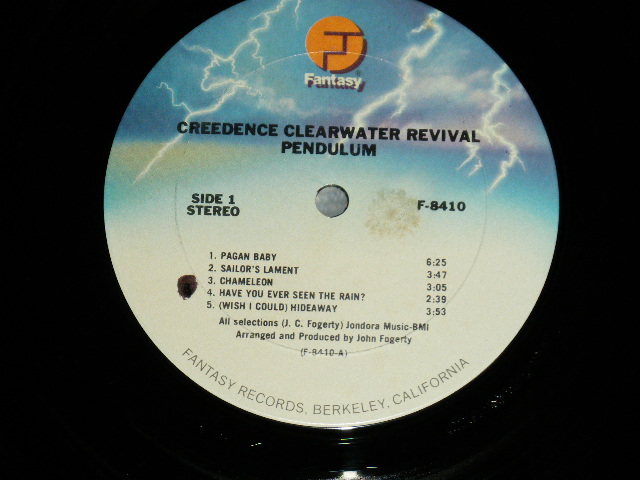 Fantasy
CREEDENCE CLEARWATER REVIVAL
PENDULUM
SIDE 1
STEREO
F-8410
1. PAGAN BABY 6:25
2. SAILOR'S LAMENT 3:47
3. CHAMELEON 3:05
4. HAVE YOU EVER SEEN THE RAIN? 2:39
5. (WISH I COULD) HIDEAWAY 3:53
All selections (J. C. Fogerty) Jondora Music-BMI
Arranged and Produced by John Fogerty
(F-8410-A)
FANTASY RECORDS, BERKELEY, CALIFORNIA